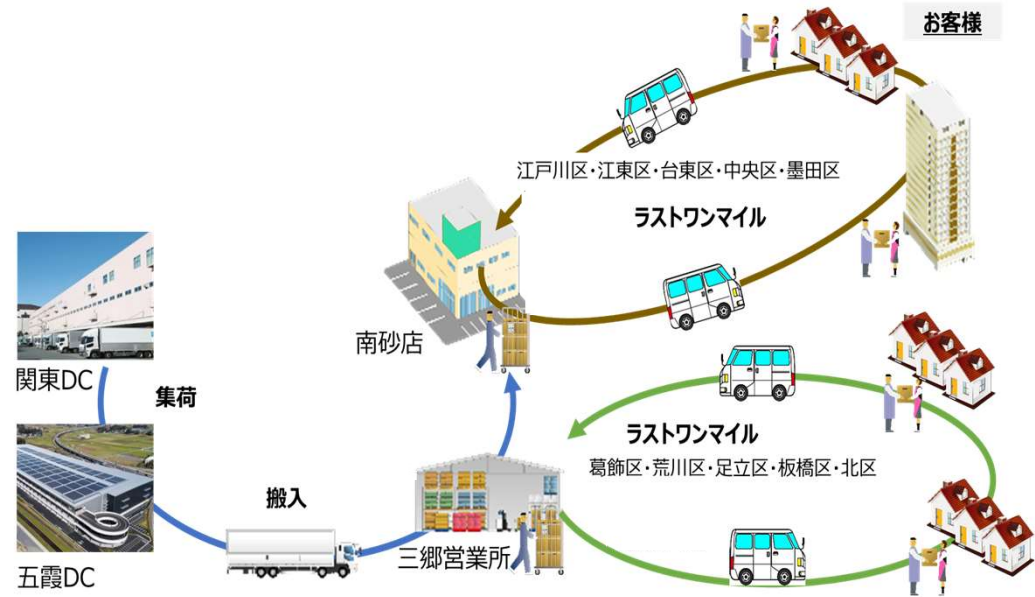 お客様
江戸川区・江東区・台東区・中央区・墨田区
ラストワンマイル
南砂店
関東DC
集荷
ラストワンマイル
葛飾区・荒川区・足立区・板橋区・北区
搬入
三郷営業所
五霞DC